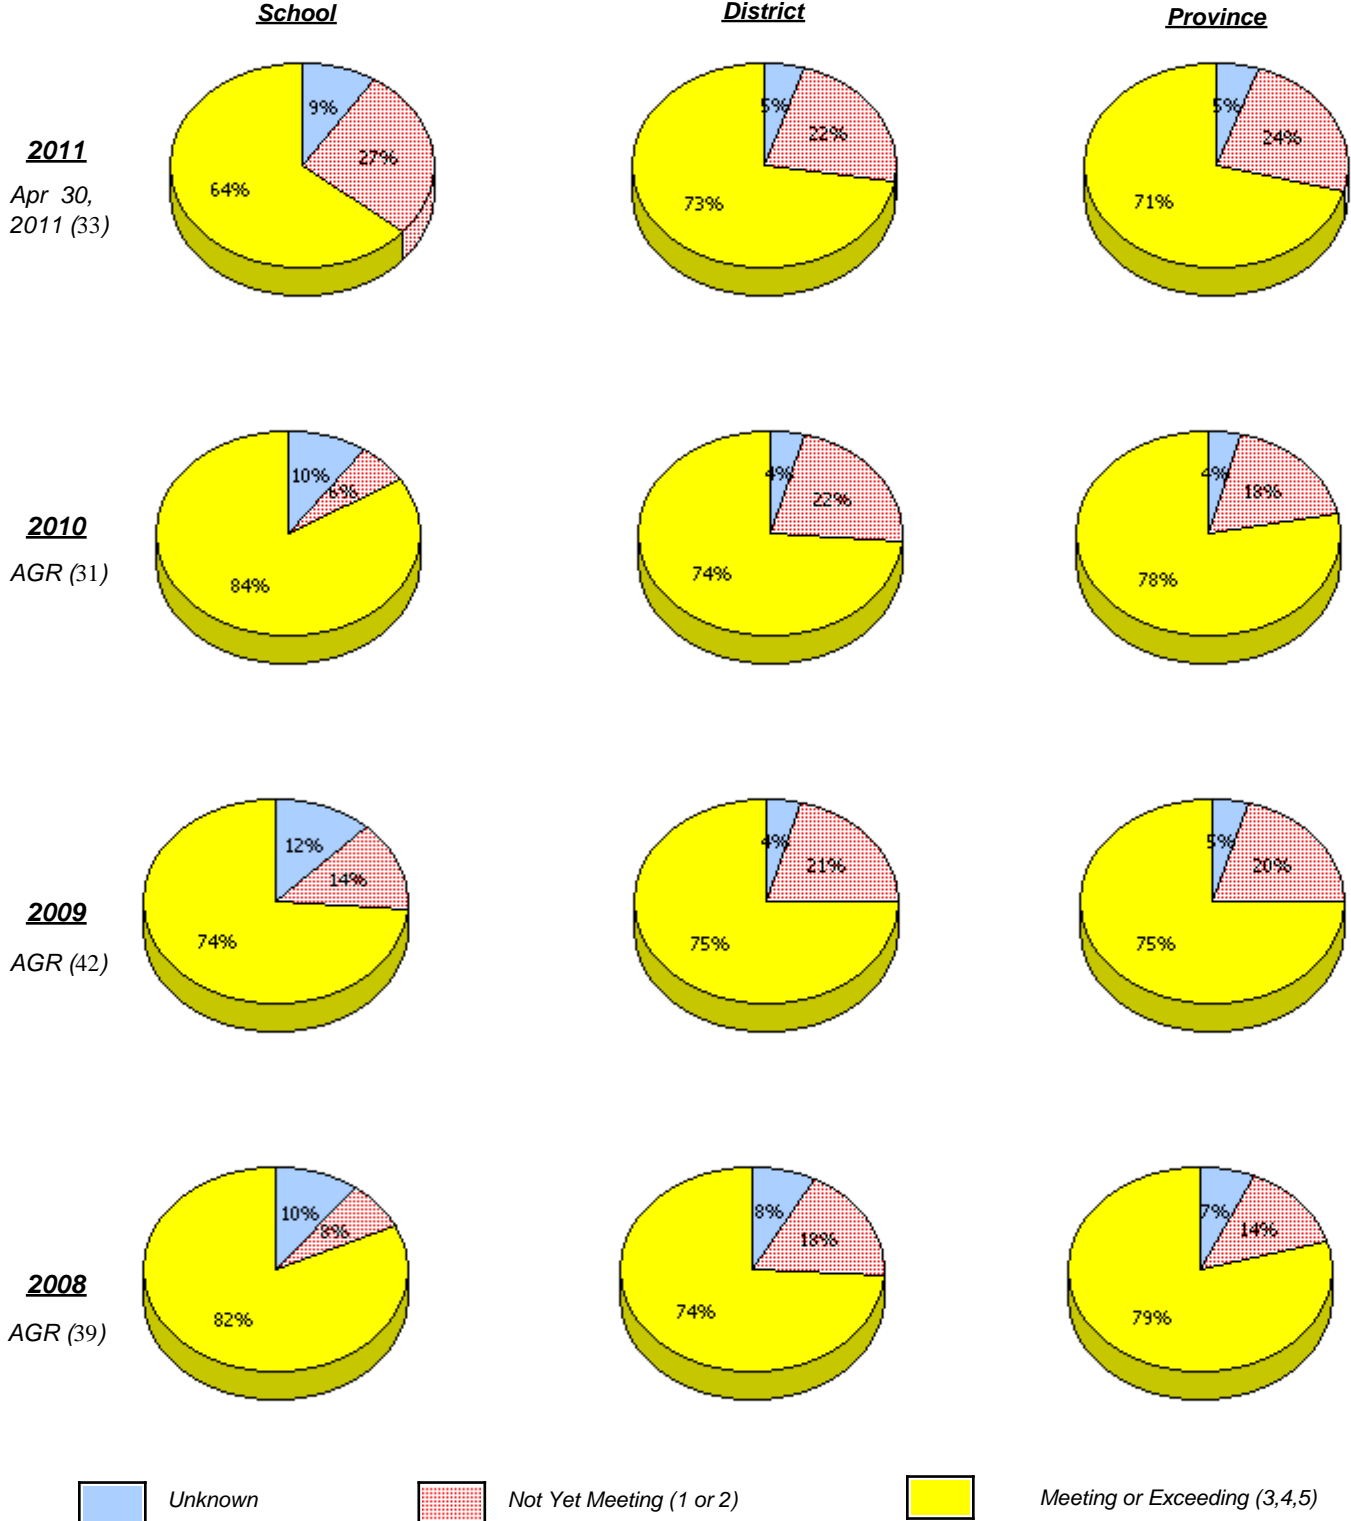 School District Province
2011
Apr 30,
2011 (33)
9% 27% 64%
5% 22% 73%
5% 24% 71%
2010
AGR (31)
10% 6% 84%
4% 22% 74%
4% 18% 78%
2009
AGR (42)
12% 14% 74%
4% 21% 75%
5% 20% 75%
2008
AGR (39)
10% 8% 82%
8% 18% 74%
7% 14% 79%
Unknown Not Yet Meeting (1 or 2) Meeting or Exceeding (3,4,5)